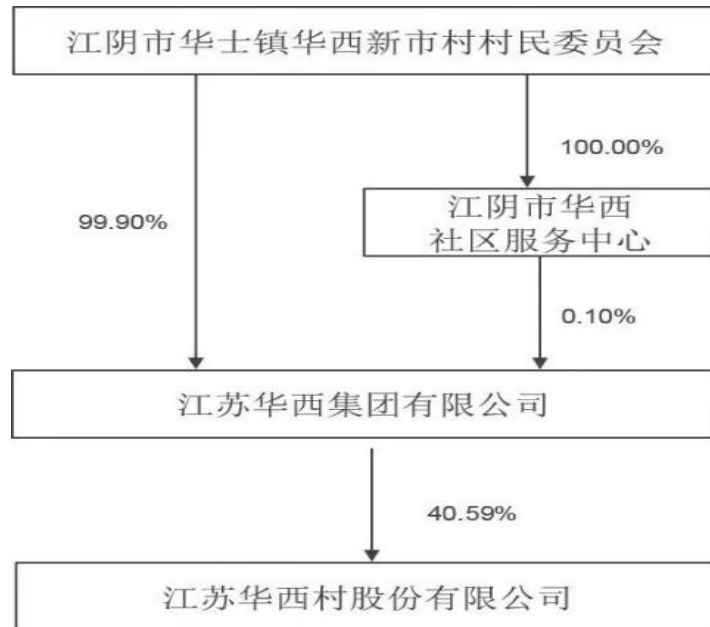 江阴市华士镇华西新市村村民委员会
100.00%
99.90%
江阴市华西
社区服务中心
0.10%
江苏华西集团有限公司
40.59%
江苏华西村股份有限公司